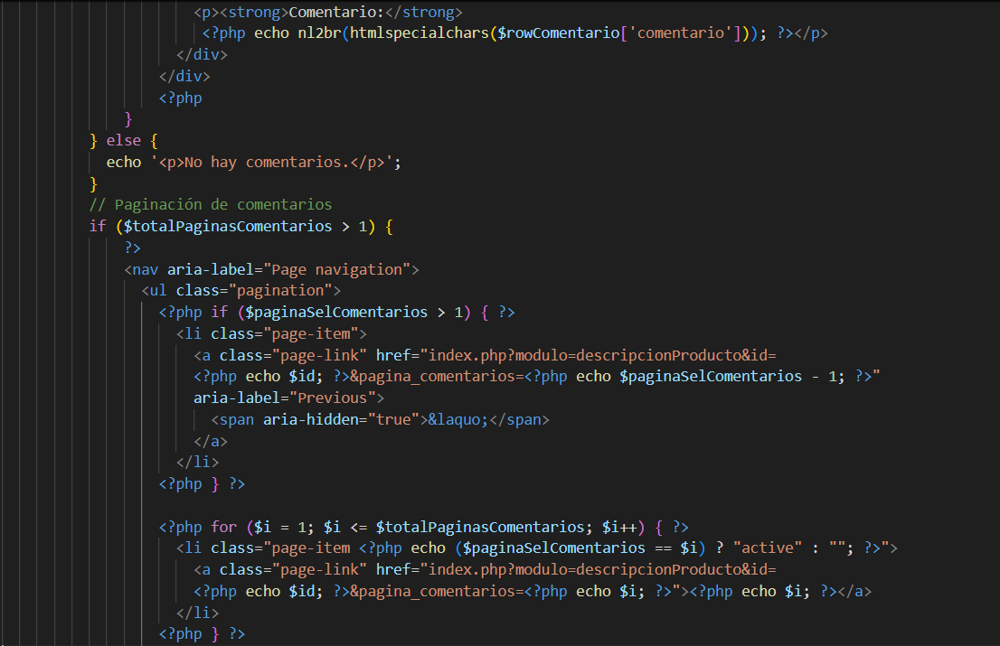 <p><strong>Comentario:</strong>
<?php echo nl2br(htmlspecialchars($rowComentario['comentario'])); ?></p>
</div>
</div>
<?php
}
} else {
echo '<p>No hay comentarios.</p>';
}
// Paginación de comentarios
if ($totalPaginasComentarios > 1) {
?>
<nav aria-label="Page navigation">
<ul class="pagination">
<?php if ($paginaSelComentarios > 1) { ?>
<li class="page-item">
<a class="page-link" href="index.php?modulo=descripcionProducto&id=
<?php echo $id; ?>&pagina_comentarios=<?php echo $paginaSelComentarios - 1; ?>"
aria-label="Previous">
<span aria-hidden="true">&laquo;</span>
</a>
</li>
<?php } ?>
<?php for ($i = 1; $i <= $totalPaginasComentarios; $i++) { ?>
<li class="page-item <?php echo ($paginaSelComentarios == $i) ? "active" : ""; ?>">
<a class="page-link" href="index.php?modulo=descripcionProducto&id=
<?php echo $id; ?>&pagina_comentarios=<?php echo $i; ?>"><?php echo $i; ?></a>
</li>
<?php } ?>